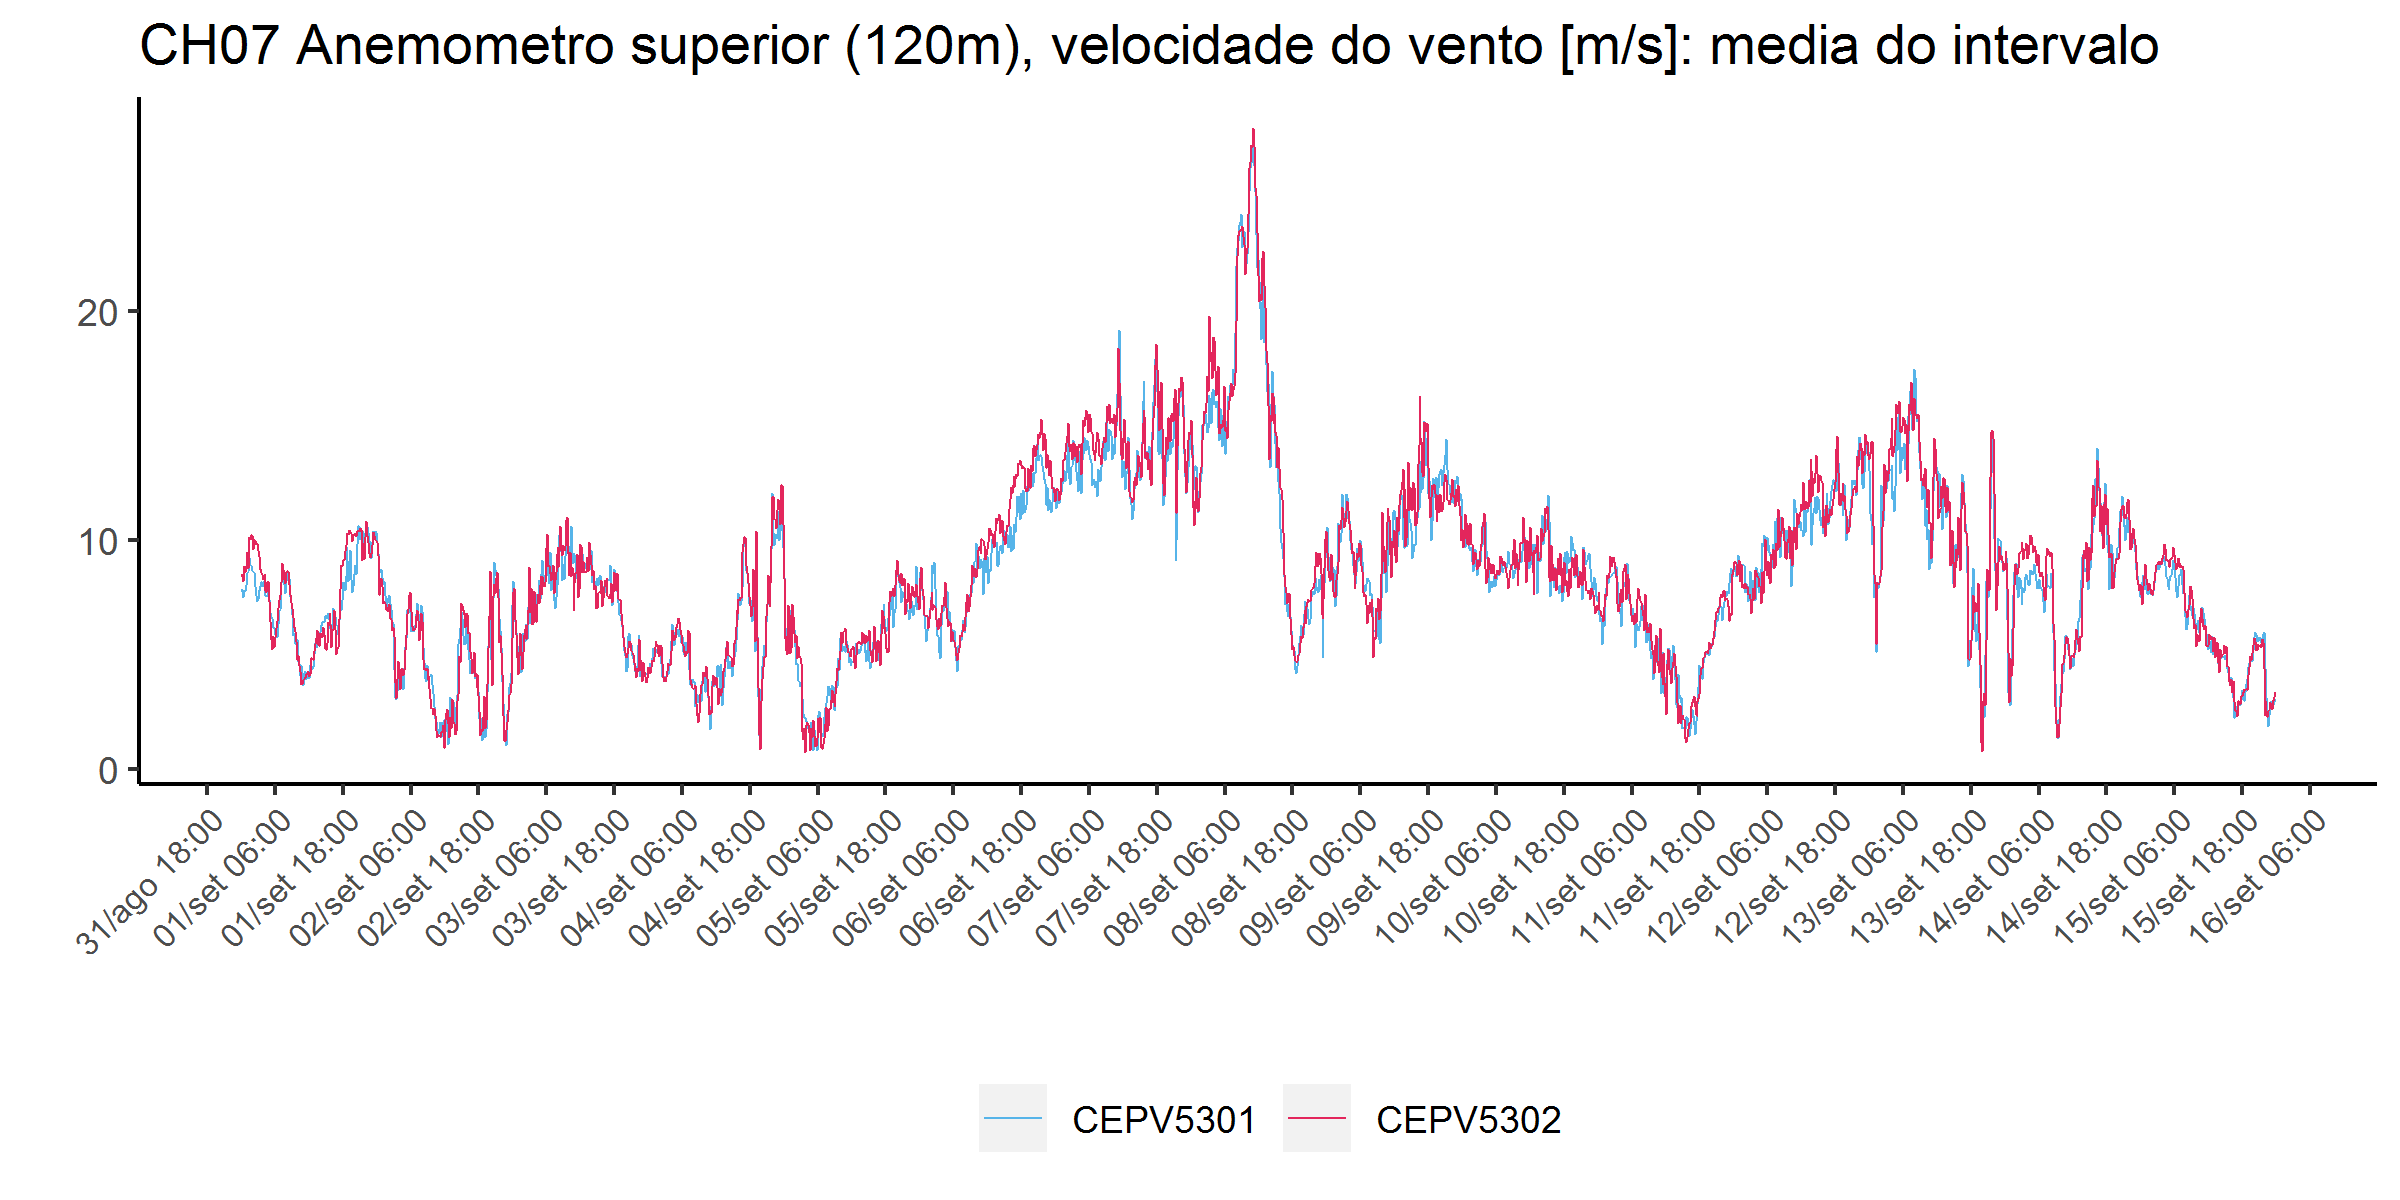 CH07 Anemometro superior (120m), velocidade do vento [m/s]: media do intervalo
20
10
0
31/ago 18:00
01/set 06:00
01/set 18:00
02/set 06:00
02/set 18:00
03/set 06:00
03/set 18:00
04/set 06:00
04/set 18:00
05/set 06:00
05/set 18:00
06/set 06:00
06/set 18:00
07/set 06:00
07/set 18:00
08/set 06:00
08/set 18:00
09/set 06:00
09/set 18:00
10/set 06:00
10/set 18:00
11/set 06:00
11/set 18:00
12/set 06:00
12/set 18:00
13/set 06:00
13/set 18:00
14/set 06:00
14/set 18:00
15/set 06:00
15/set 18:00
16/set 06:00
CEPV5301
CEPV5302